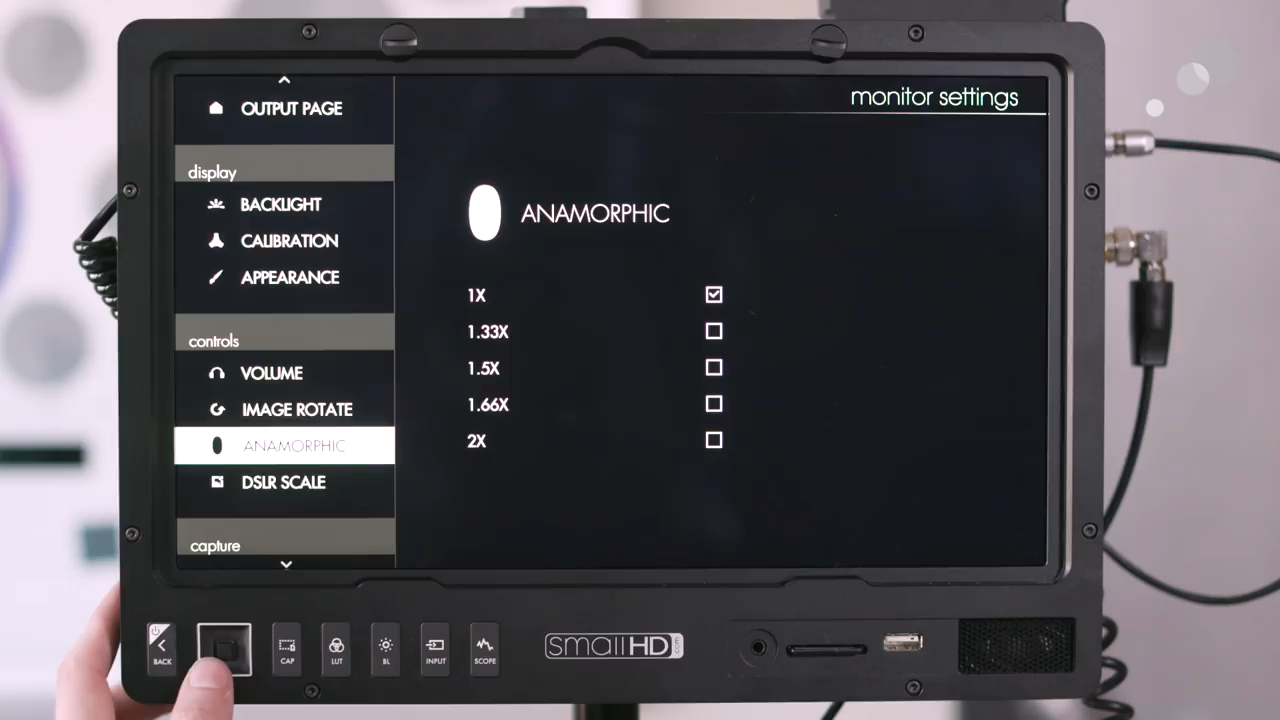 monitor settings
OUTPUT PAGE
display
BACKLIGHT
CALIBRATION
APPEARANCE
controls
VOLUME
IMAGE ROTATE
ANAMORPHIC
DSLR SCALE
capture
ANAMORPHIC
1X
1.33X
1.5X
1.66X
2X
BACK
CAP
LUT
BL
INPUT
SCOPE
smallHD.com